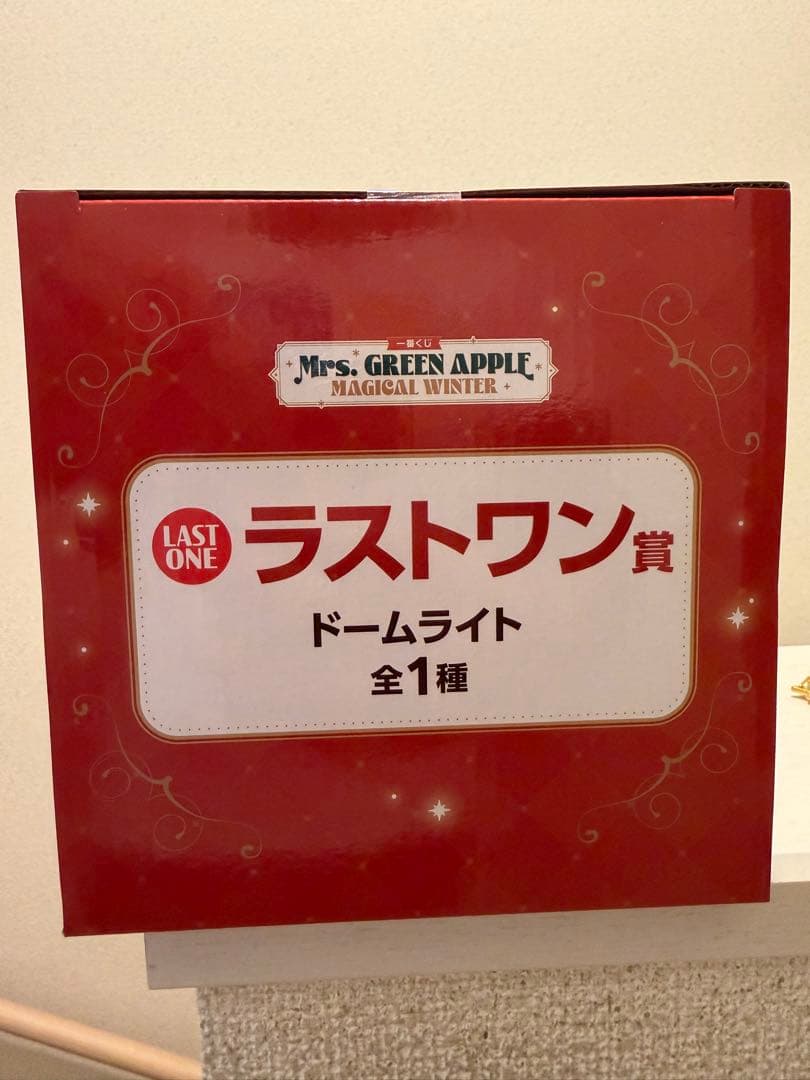 一番くじ
Mrs. GREEN APPLE
MAGICAL WINTER
LAST ONE
ラストワン賞
ドームライト
全1種